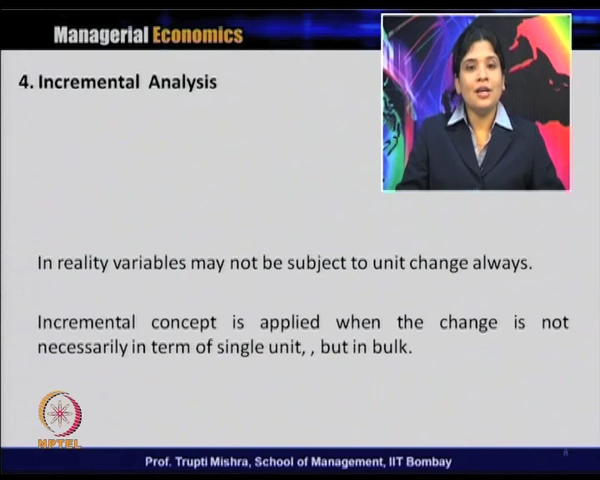 Managerial Economics
4. Incremental Analysis
In reality variables may not be subject to unit change always.
Incremental concept is applied when the change is not
necessarily in term of single unit, , but in bulk.
NPTEL
Prof. Trupti Mishra, School of Management, IIT Bombay
8